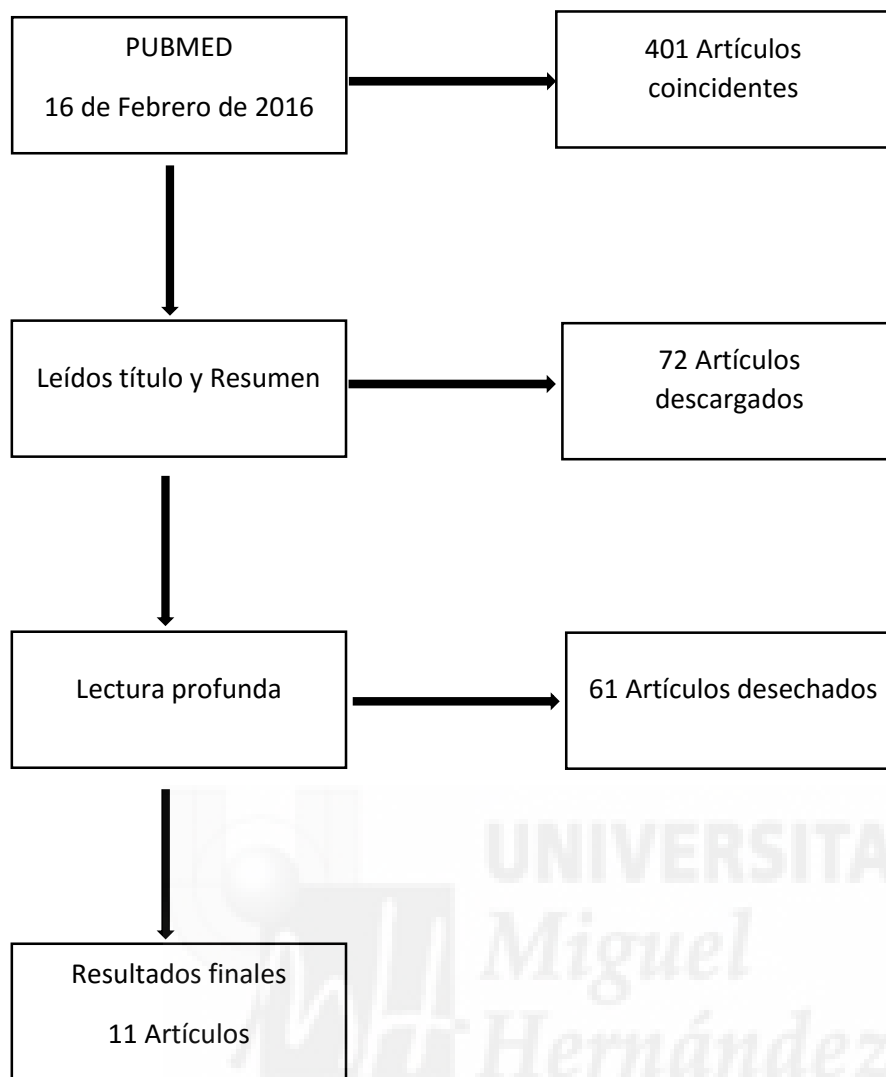 PUBMED
16 de Febrero de 2016
401 Artículos
coincidentes
Leídos título y Resumen
72 Artículos
descargados
Lectura profunda
61 Artículos desechados
Resultados finales
11 Artículos
UNIVERSITA
Miguel
Hernández